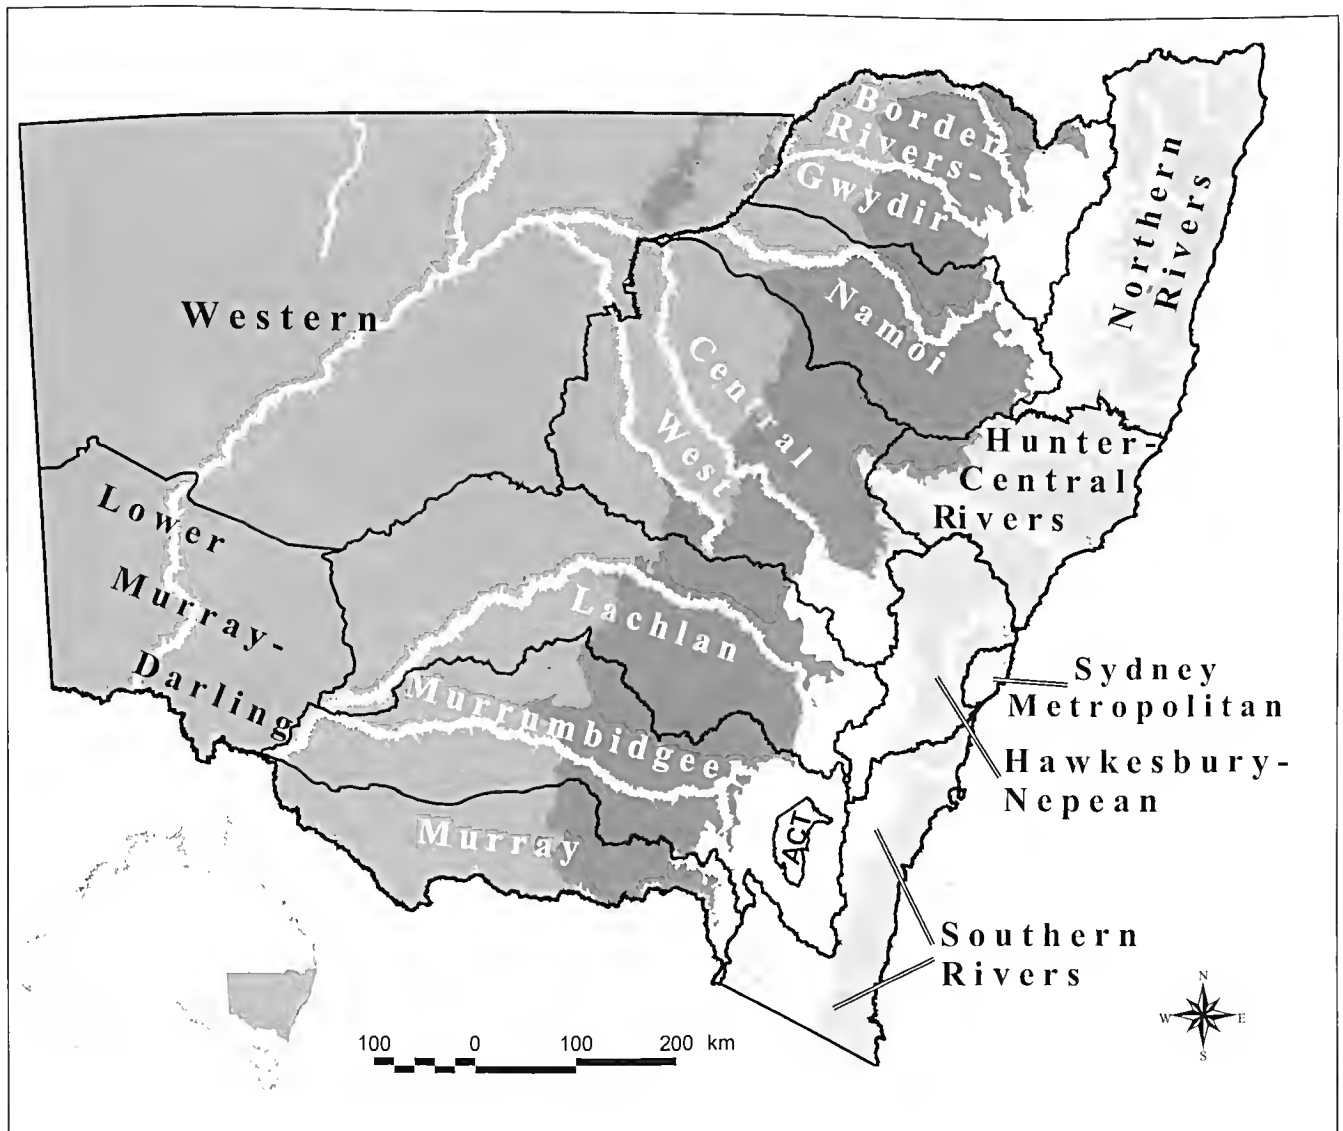 Border
Rivers-
Gwydir
Northern
Rivers
Western
Namoi
Central
West
Hunter-
Central
Rivers
Lower
Murray-
Darling
Lachlan
Murrumbidgee
Murray
ACT
Sydney
Metropolitan
Hawkesbury-
Nepean
Southern
Rivers
100 0 100 200 km
N
W E
S